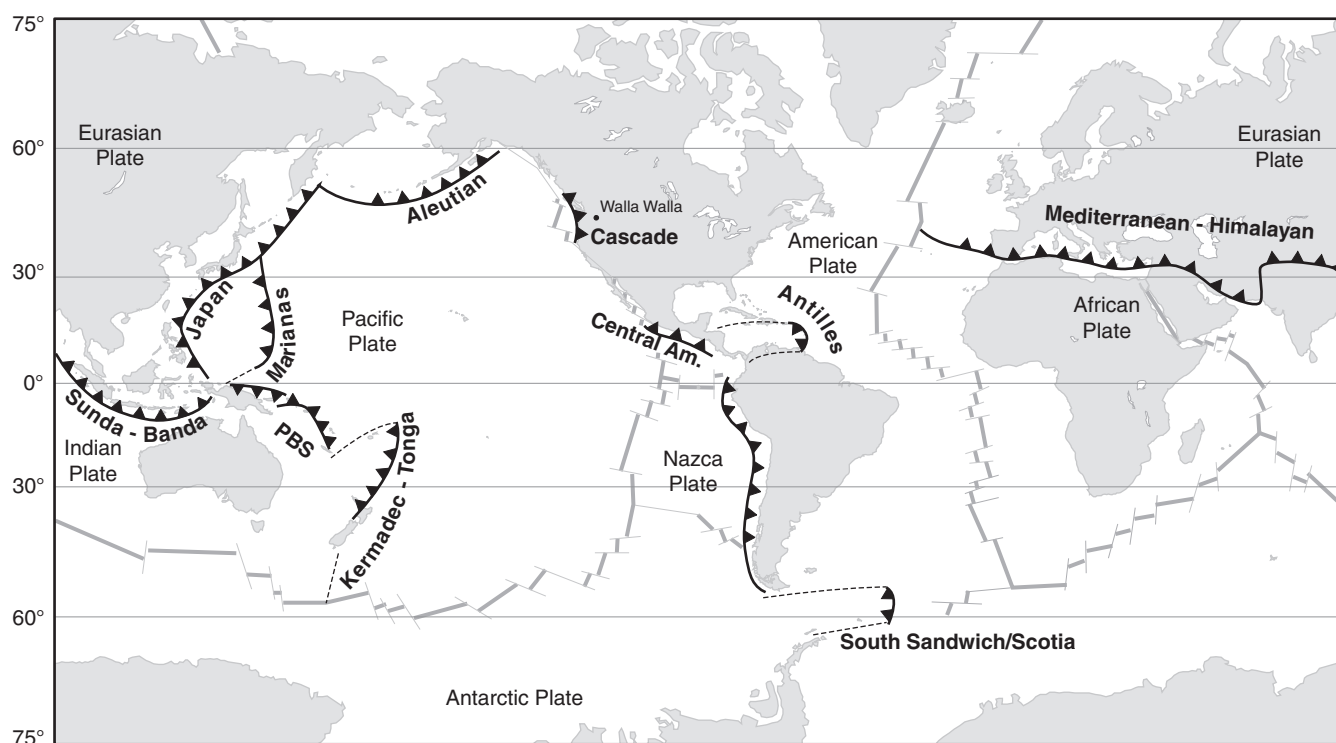 75°
60°
30°
0°
30°
60°
75°
Eurasian
Plate
Aleutian
Walla Walla
Cascade
American
Plate
Eurasian
Plate
Mediterranean - Himalayan
Japan
Marianas
Pacific
Plate
Central Am.
Antilles
African
Plate
Sunda - Banda
Indian
Plate
PBS
Kermadec - Tonga
Nazca
Plate
South Sandwich/Scotia
Antarctic Plate